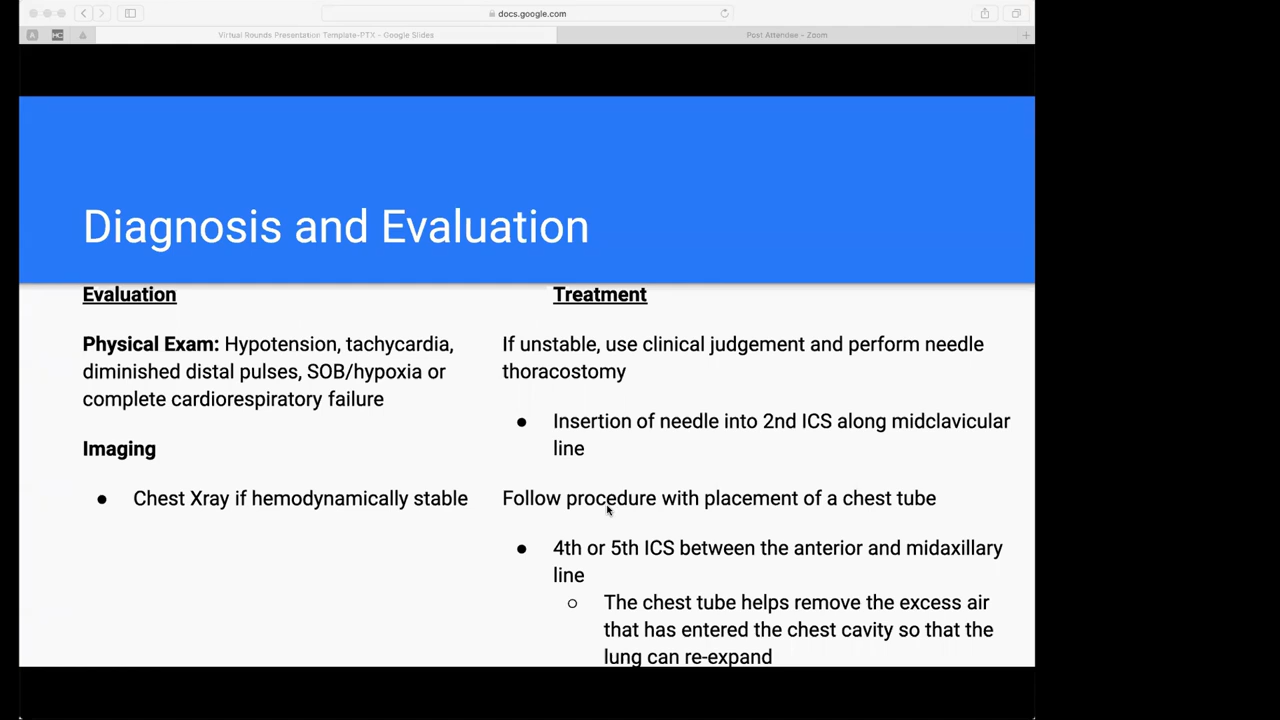 docs.google.com
Virtual Rounds Presentation Template-PTX - Google Slides
Post Attendee - Zoom
Diagnosis and Evaluation
Evaluation
Physical Exam: Hypotension, tachycardia,
diminished distal pulses, SOB/hypoxia or
complete cardiorespiratory failure
Imaging
● Chest Xray if hemodynamically stable
Treatment
If unstable, use clinical judgement and perform needle
thoracostomy
● Insertion of needle into 2nd ICS along midclavicular
line
Follow procedure with placement of a chest tube
● 4th or 5th ICS between the anterior and midaxillary
line
○ The chest tube helps remove the excess air
that has entered the chest cavity so that the
lung can re-expand